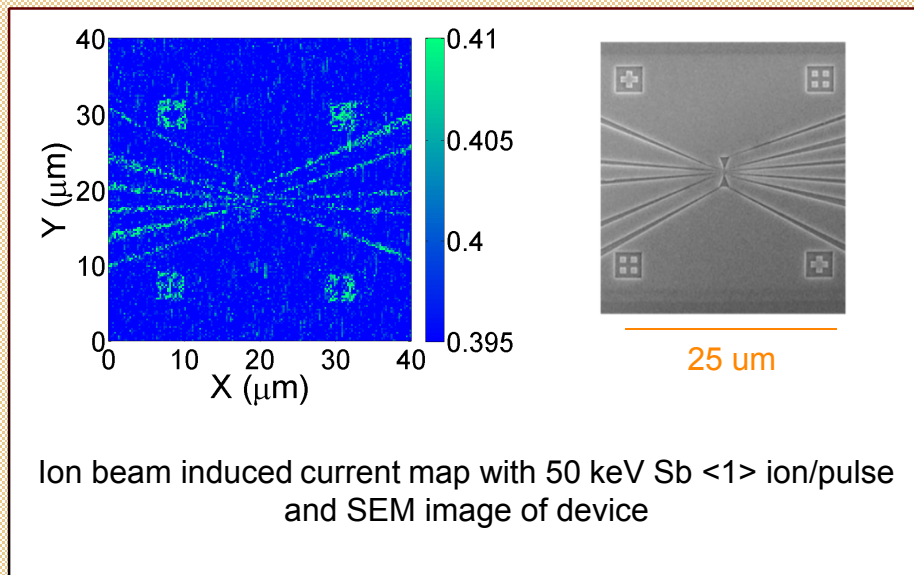 40
30
20
10
0
Y (μm)
0 10 20 30 40
X (μm)
0.41
0.405
0.4
0.395
25 um
Ion beam induced current map with 50 keV Sb <1> ion/pulse
and SEM image of device